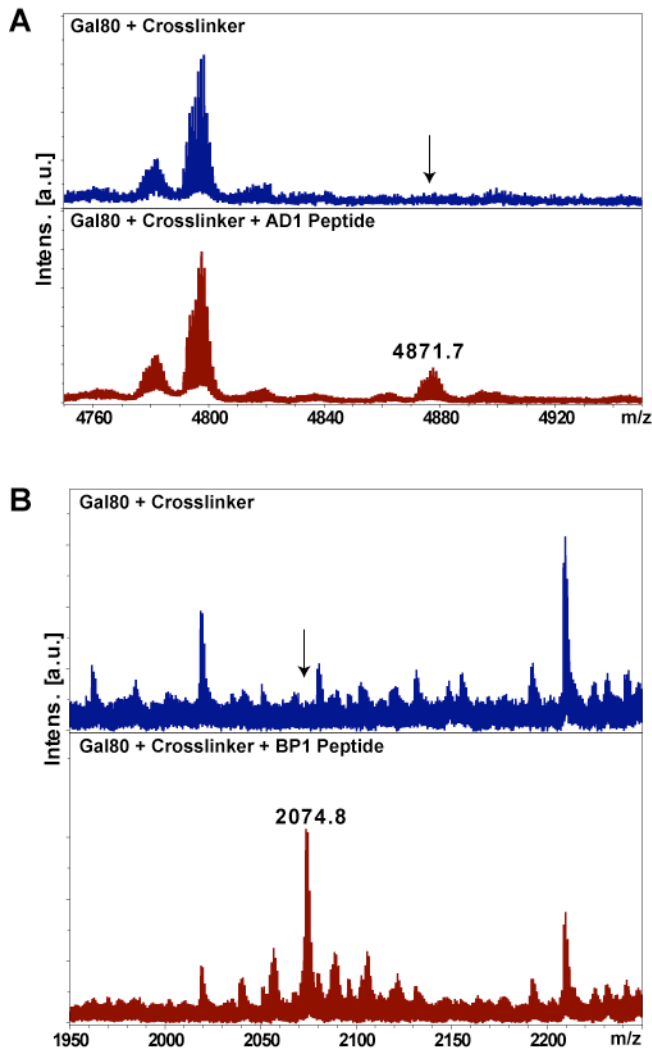 A
Gal80 + Crosslinker
Gal80 + Crosslinker + AD1 Peptide
4871.7
Intens. [a.u.]
4760 4800 4840 4880 4920 m/z
B
Gal80 + Crosslinker
Gal80 + Crosslinker + BP1 Peptide
2074.8
Intens. [a.u.]
1950 2000 2050 2100 2150 2200 m/z